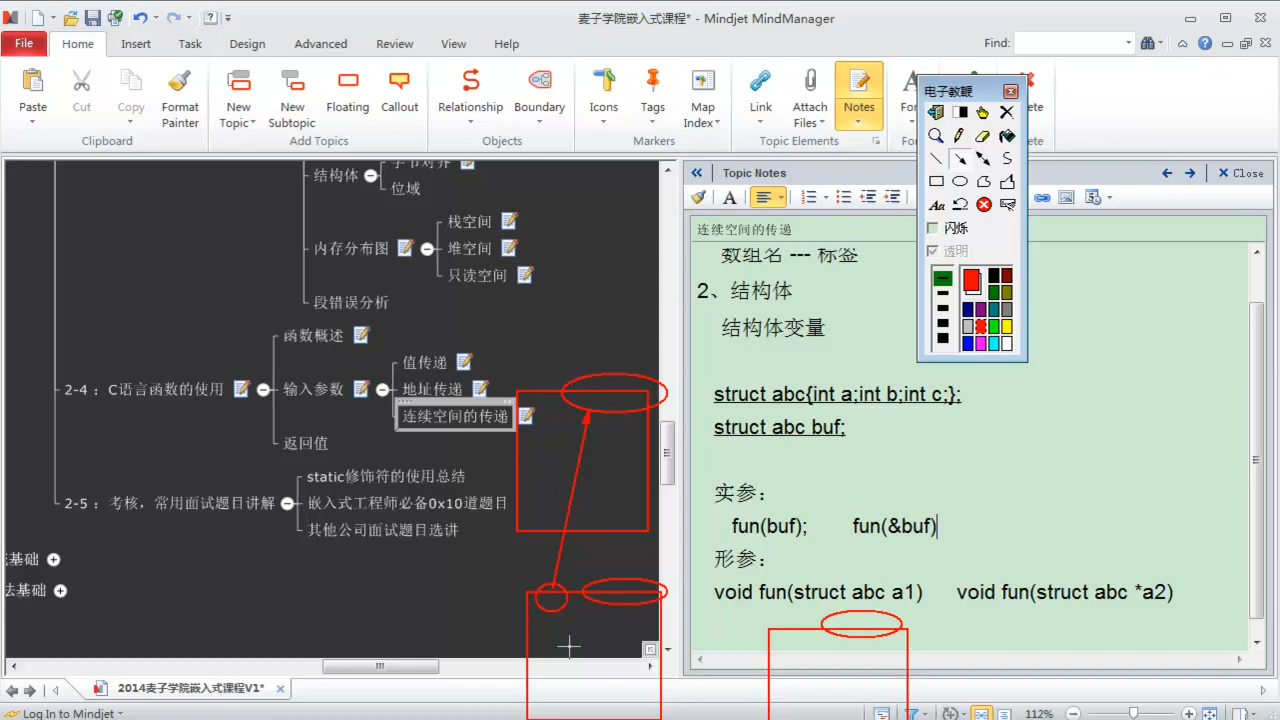 麦子学院嵌入式课程* - Mindjet MindManager
File Home Insert Task Design Advanced Review View Help Find:
Paste Cut Copy Format Painter
New Topic New Subtopic Floating Callout
Relationship Boundary
Icons Tags Map Index
Link Attach Files Notes
Clipboard Add Topics Objects Markers Topic Elements
电子教鞭
闪烁
透明
Topic Notes
Close
结构体
字节对齐
位域
内存分布图
栈空间
堆空间
只读空间
段错误分析
2-4 : C语言函数的使用
函数概述
输入参数
值传递
地址传递
连续空间的传递
返回值
2-5 : 考核，常用面试题目讲解
static修饰符的使用总结
嵌入式工程师必备0x10道题目
其他公司面试题目选讲
基础
法基础
连续空间的传递
数组名 --- 标签
2、结构体
结构体变量
struct abc{int a;int b;int c;};
struct abc buf;
实参：
fun(buf); fun(&buf)
形参：
void fun(struct abc a1) void fun(struct abc *a2)
2014麦子学院嵌入式课程V1*
Log In to Mindjet
112%